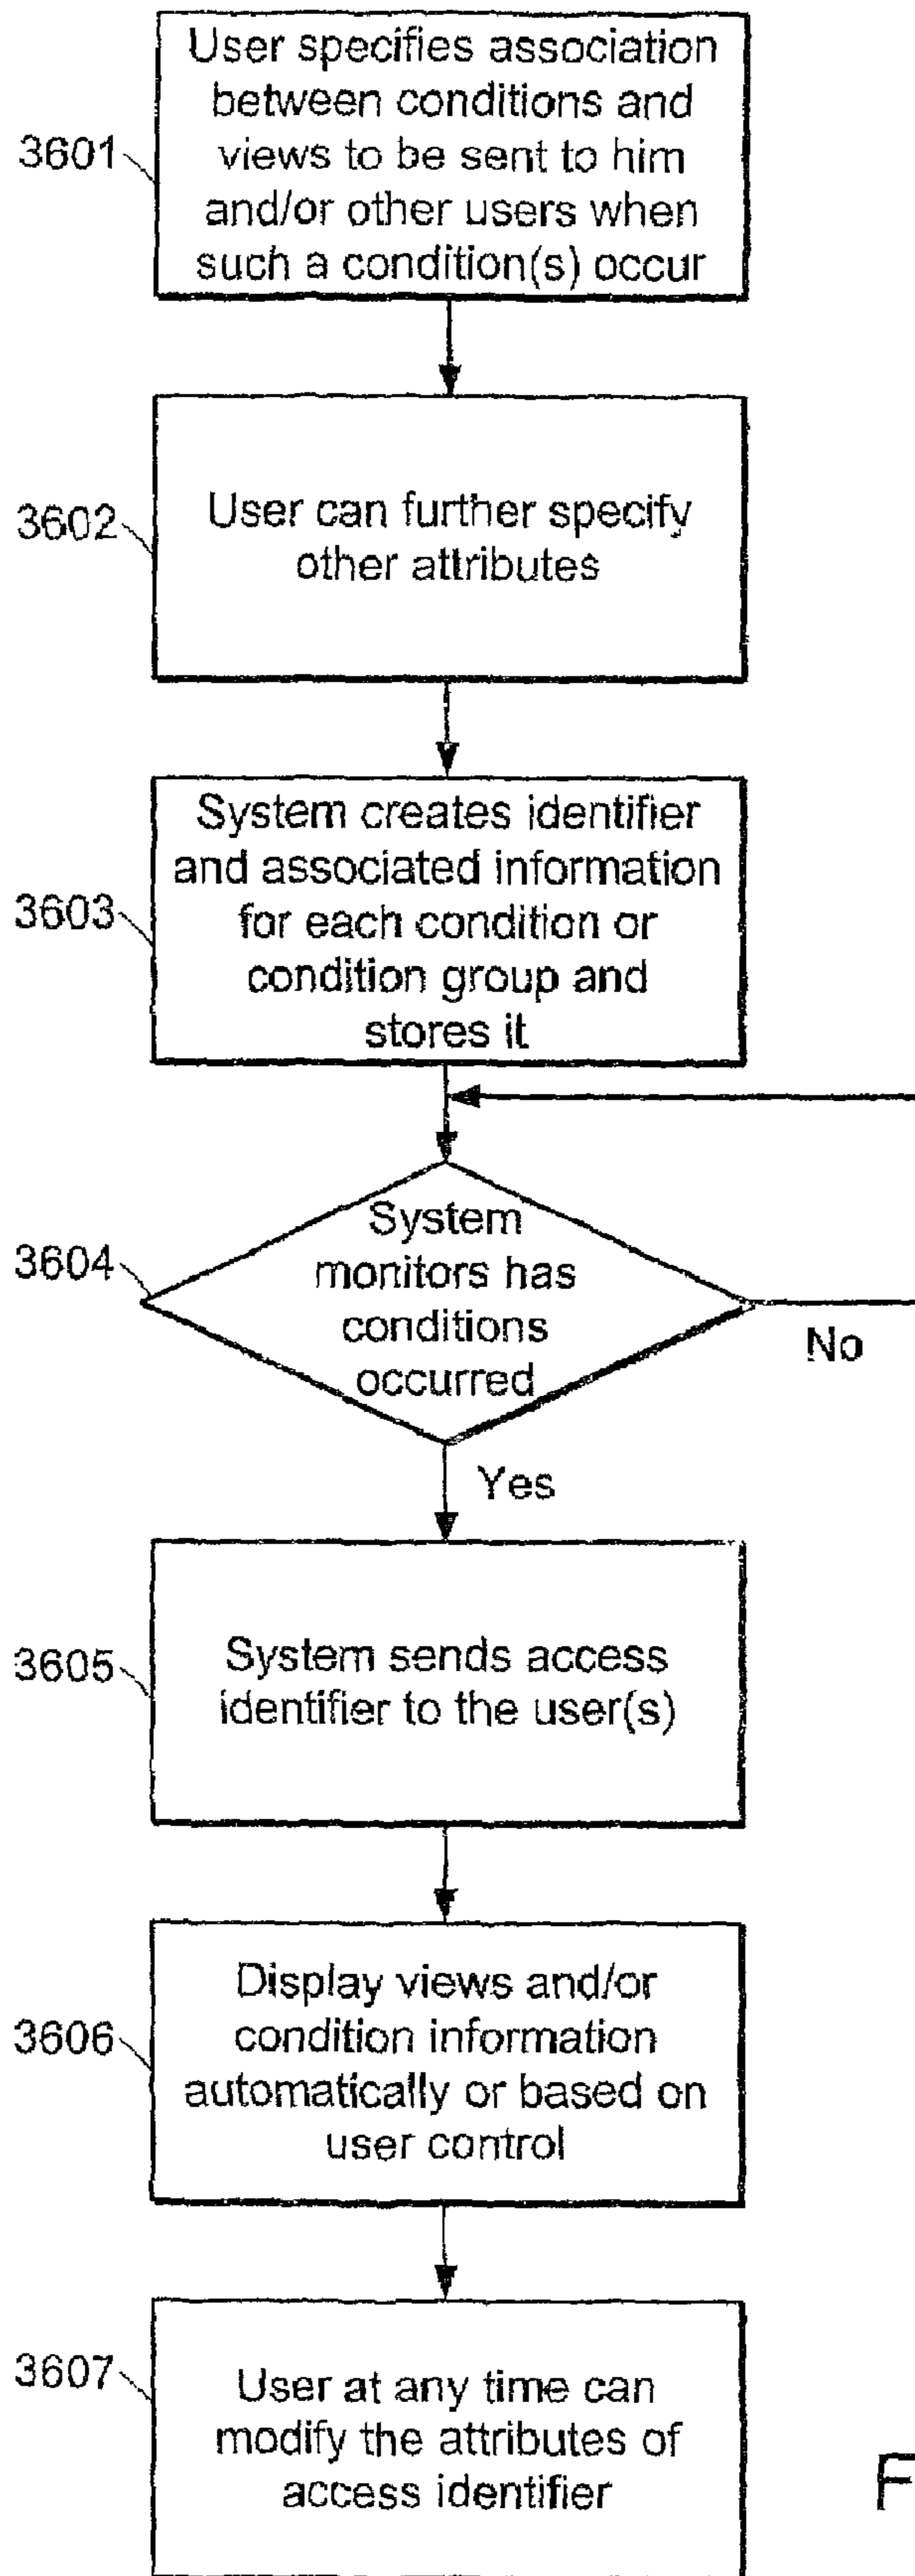 User specifies association
between conditions and
views to be sent to him
and/or other users when
such a condition(s) occur
3601
User can further specify
other attributes
3602
System creates identifier
and associated information
for each condition or
condition group and
stores it
3603
System
monitors has
conditions
occurred
3604
No
Yes
System sends access
identifier to the user(s)
3605
Display views and/or
condition information
automatically or based on
user control
3606
User at any time can
modify the attributes of
access identifier
3607
F